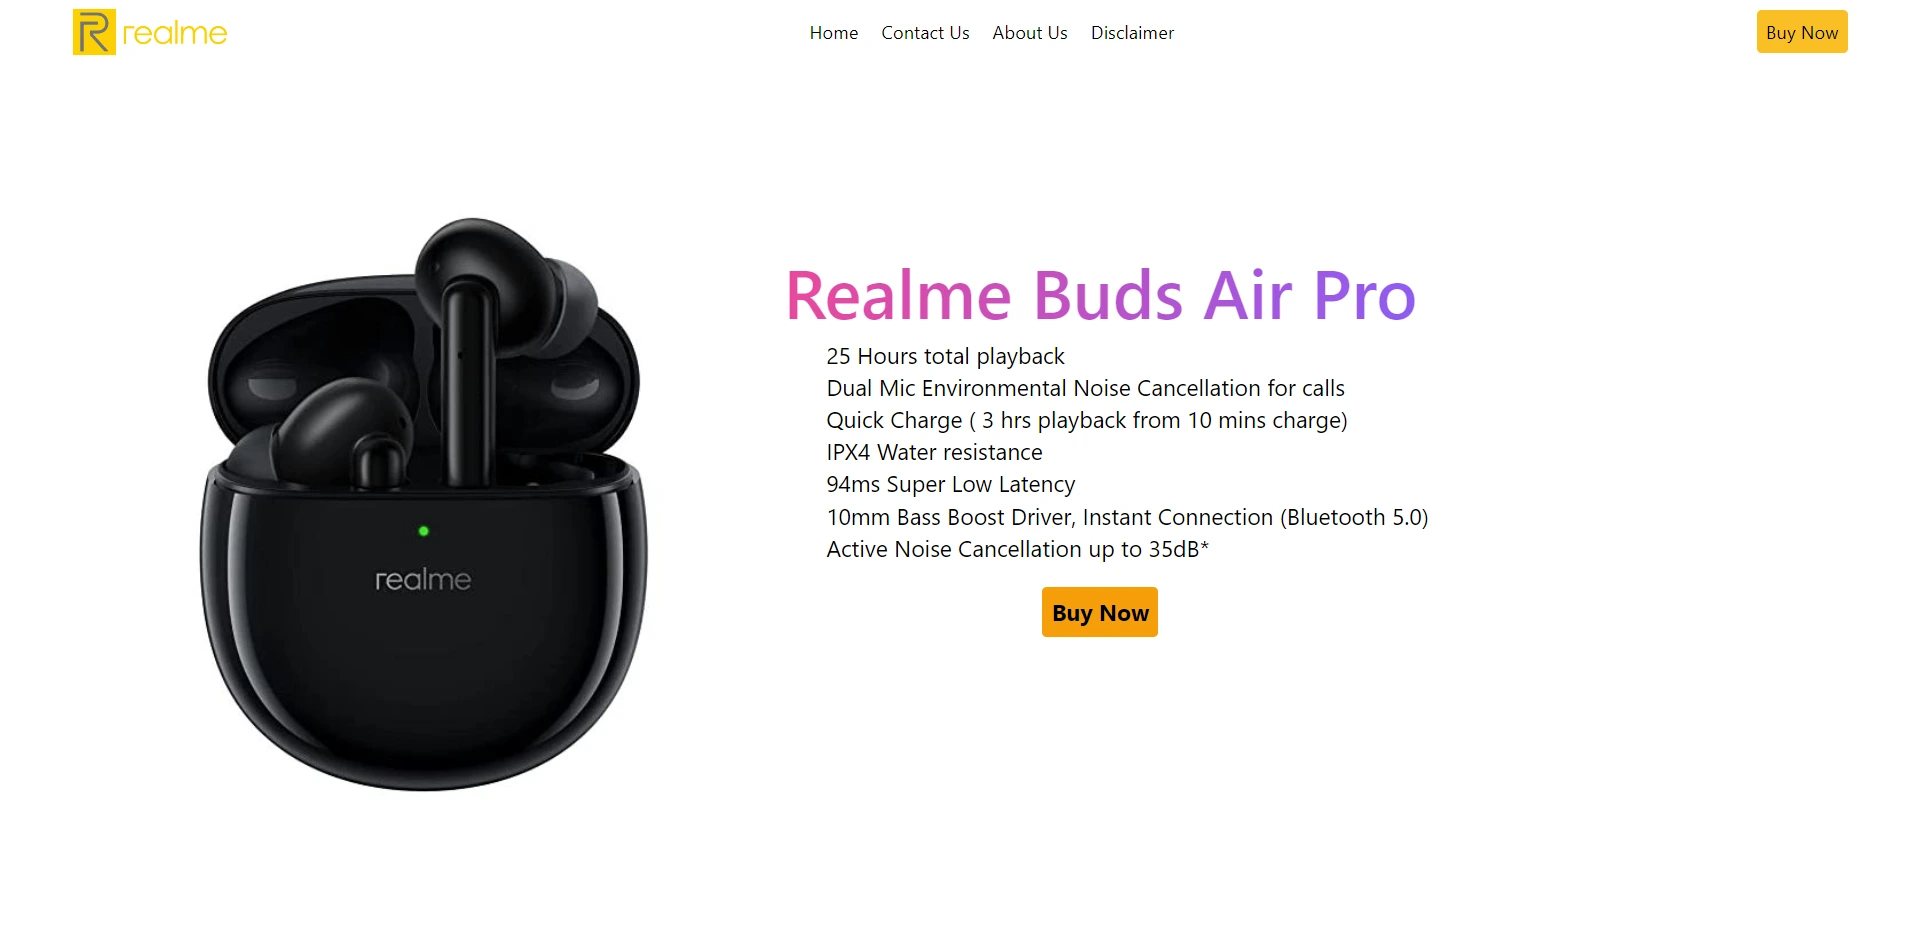 realme
Home Contact Us About Us Disclaimer
Buy Now
Realme Buds Air Pro
25 Hours total playback
Dual Mic Environmental Noise Cancellation for calls
Quick Charge ( 3 hrs playback from 10 mins charge)
IPX4 Water resistance
94ms Super Low Latency
10mm Bass Boost Driver, Instant Connection (Bluetooth 5.0)
Active Noise Cancellation up to 35dB*
realme
Buy Now